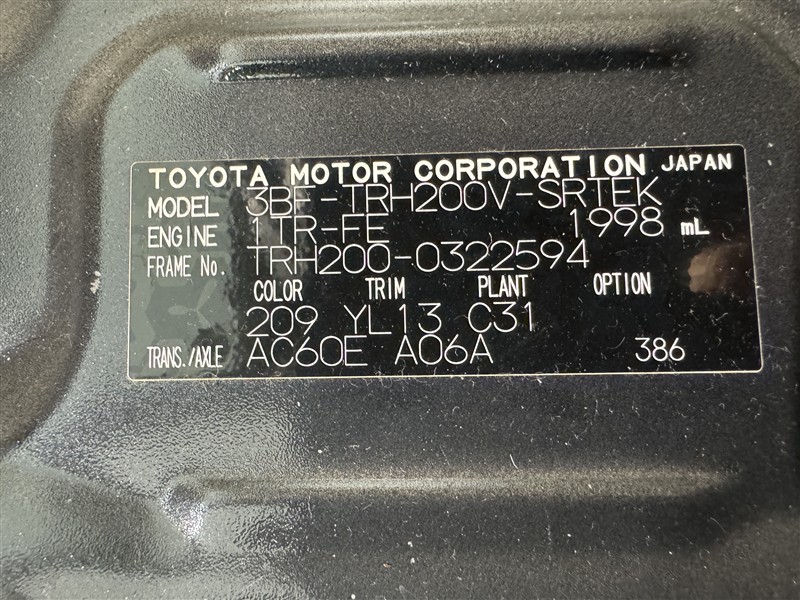 TOYOTA MOTOR CORPORATION JAPAN
MODEL 3BF-TRH200V-SRTEK
ENGINE 1TR-FE 1998 mL
FRAME No. TRH200-0322594
COLOR TRIM PLANT OPTION
209 YL13 C31
TRANS./AXLE AC60E A06A 386